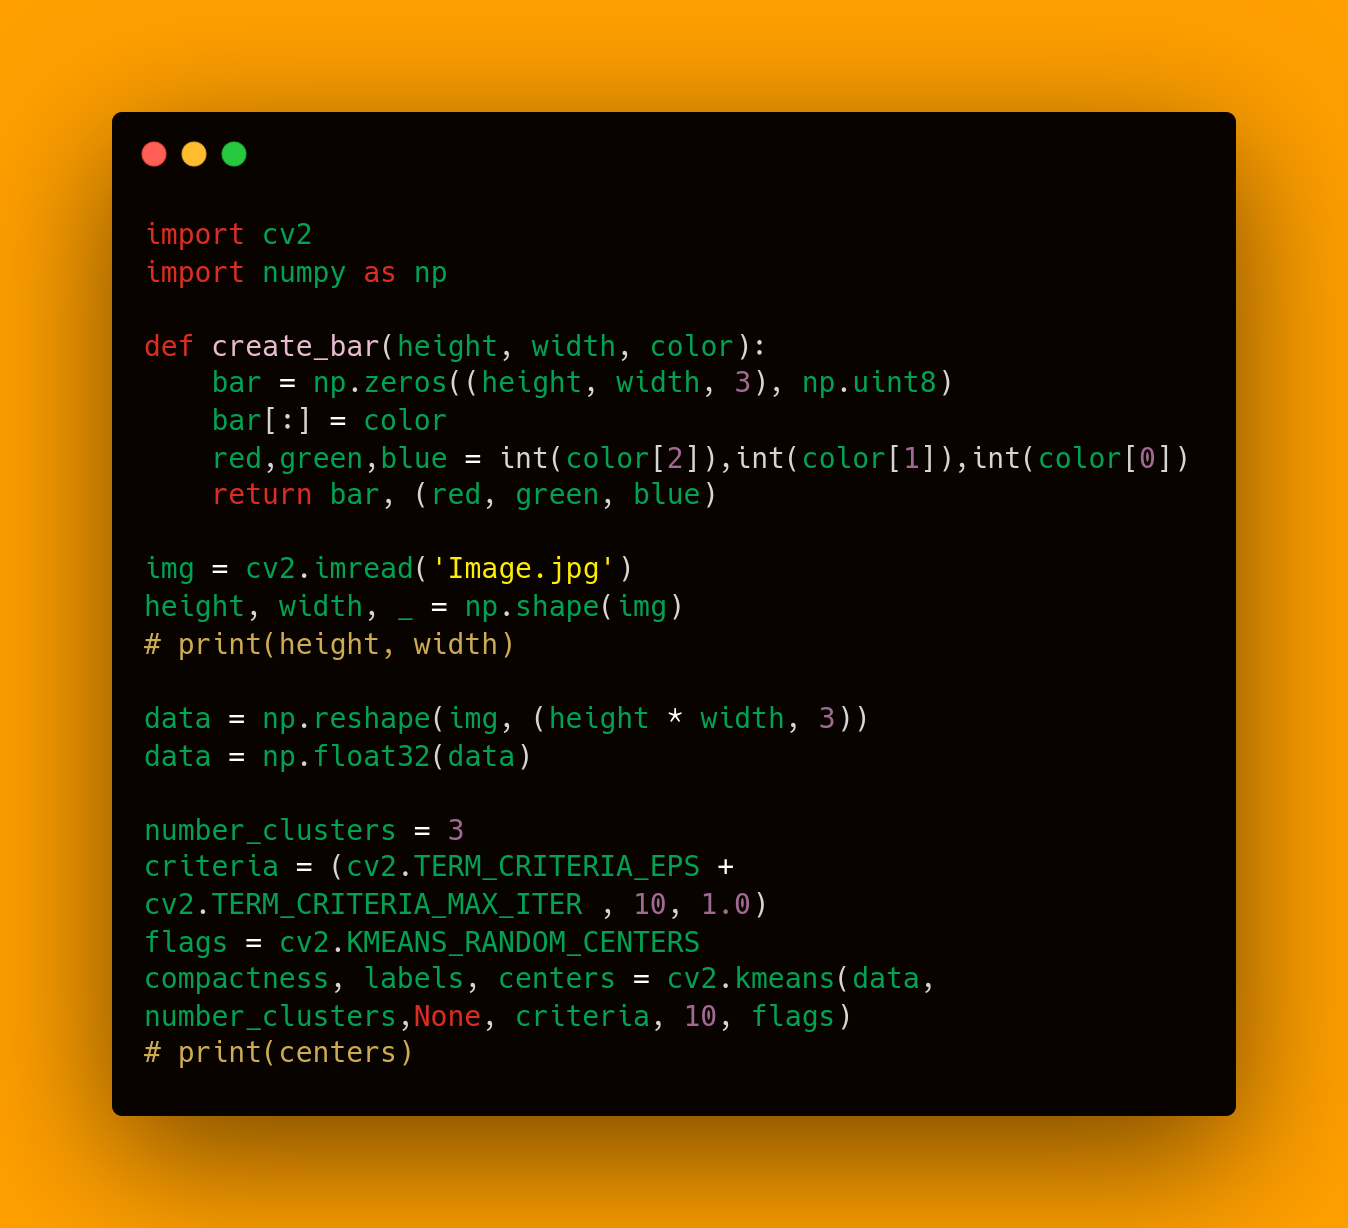 import cv2
import numpy as np

def create_bar(height, width, color):
    bar = np.zeros((height, width, 3), np.uint8)
    bar[:] = color
    red,green,blue = int(color[2]),int(color[1]),int(color[0])
    return bar, (red, green, blue)

img = cv2.imread('Image.jpg')
height, width, _ = np.shape(img)
# print(height, width)

data = np.reshape(img, (height * width, 3))
data = np.float32(data)

number_clusters = 3
criteria = (cv2.TERM_CRITERIA_EPS +
cv2.TERM_CRITERIA_MAX_ITER , 10, 1.0)
flags = cv2.KMEANS_RANDOM_CENTERS
compactness, labels, centers = cv2.kmeans(data,
number_clusters,None, criteria, 10, flags)
# print(centers)